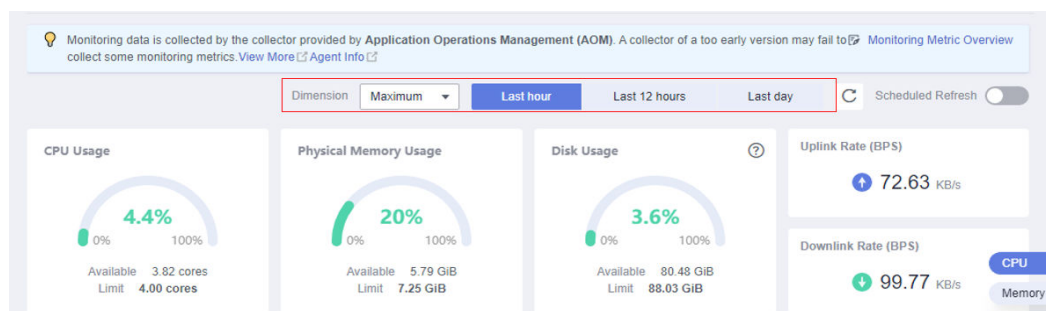 Monitoring data is collected by the collector provided by Application Operations Management (AOM). A collector of a too early version may fail to
collect some monitoring metrics.View More Agent Info
Monitoring Metric Overview
Dimension Maximum Last hour Last 12 hours Last day Scheduled Refresh
CPU Usage
4.4%
0% 100%
Available 3.82 cores
Limit 4.00 cores
Physical Memory Usage
20%
0% 100%
Available 5.79 GiB
Limit 7.25 GiB
Disk Usage
3.6%
0% 100%
Available 80.48 GiB
Limit 88.03 GiB
Uplink Rate (BPS)
72.63 KB/s
Downlink Rate (BPS)
99.77 KB/s
CPU
Memory